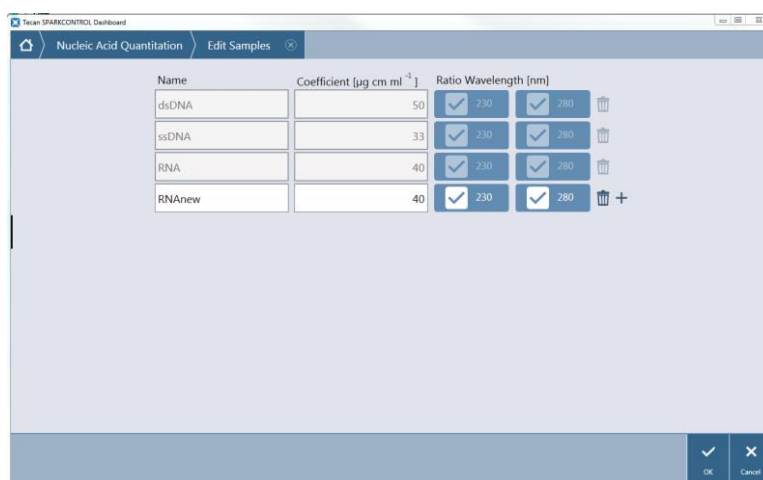 Tecan SPARKCONTROL Dashboard
Nucleic Acid Quantitation Edit Samples
Name Coefficient [µg cm ml ⁻¹ ] Ratio Wavelength [nm]
dsDNA 50 230 280
ssDNA 33 230 280
RNA 40 230 280
RNAnew 40 230 280
OK Cancel